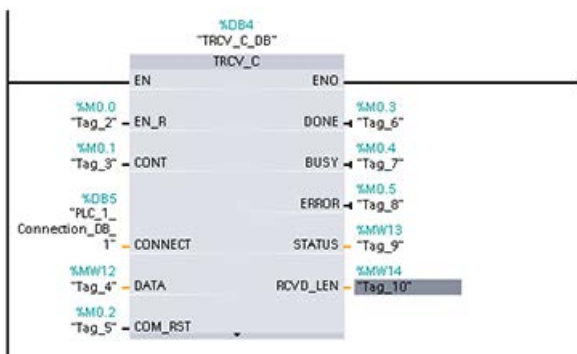 %DB4
"TRCV_C_DB"
TRCV_C
EN ENO
%M0.0 %M0.3
"Tag_2" EN_R DONE "Tag_6"
%M0.1 %M0.4
"Tag_3" CONT BUSY "Tag_7"
%DB5 %M0.5
"PLC_1_ ERROR "Tag_8"
Connection_DB_ %MW13
1" CONNECT STATUS "Tag_9"
%MW12 %MW14
"Tag_4" DATA RCVD_LEN "Tag_10"
%M0.2
"Tag_5" COM_RST